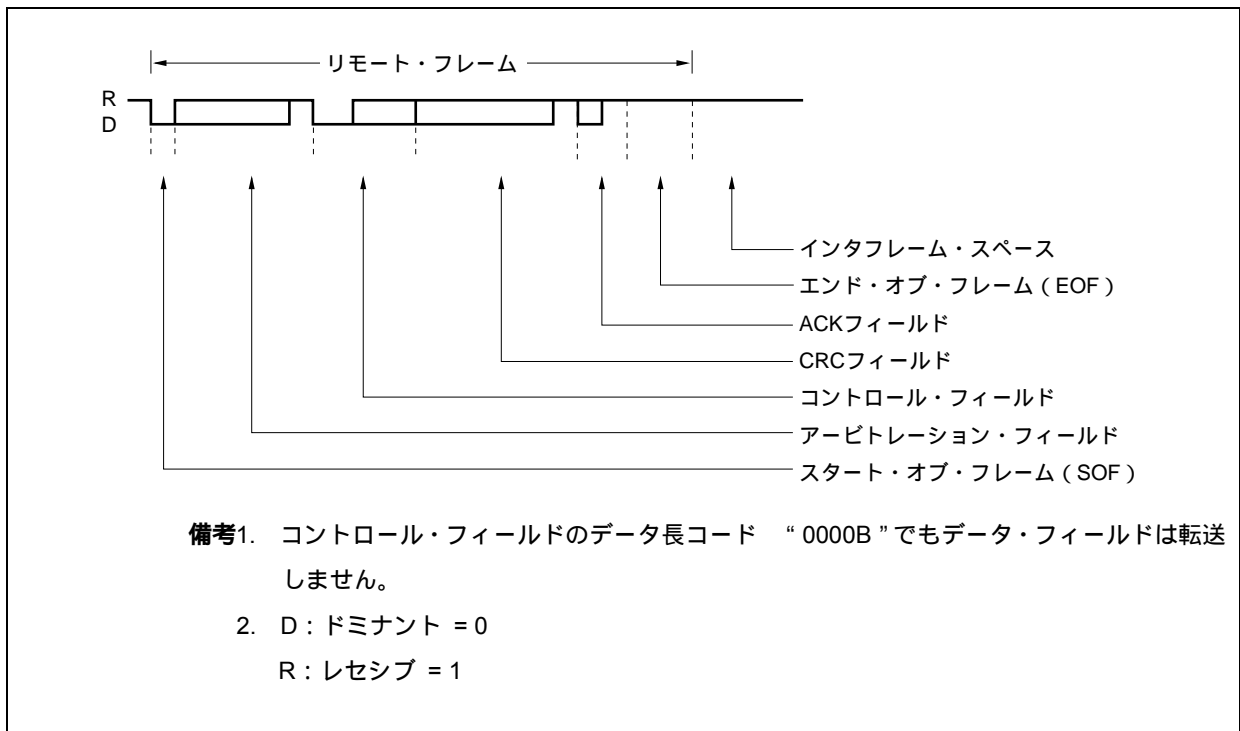 リモート・フレーム
R
D
インタフレーム・スペース
エンド・オブ・フレーム（EOF）
ACKフィールド
CRCフィールド
コントロール・フィールド
アービトレーション・フィールド
スタート・オブ・フレーム（SOF）
備考1. コントロール・フィールドのデータ長コード “0000B”でもデータ・フィールドは転送
しません。
2. D：ドミナント = 0
R：レセシブ = 1